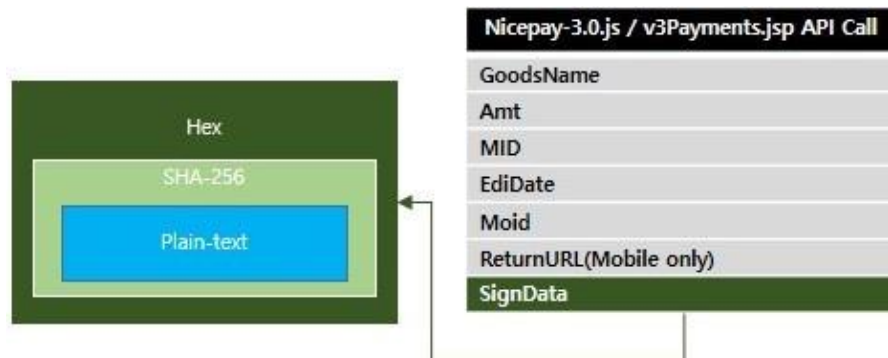 Hex
SHA-256
Plain-text
Nicepay-3.0.js / v3Payments.jsp API Call
GoodsName
Amt
MID
EdiDate
Moid
ReturnURL(Mobile only)
SignData